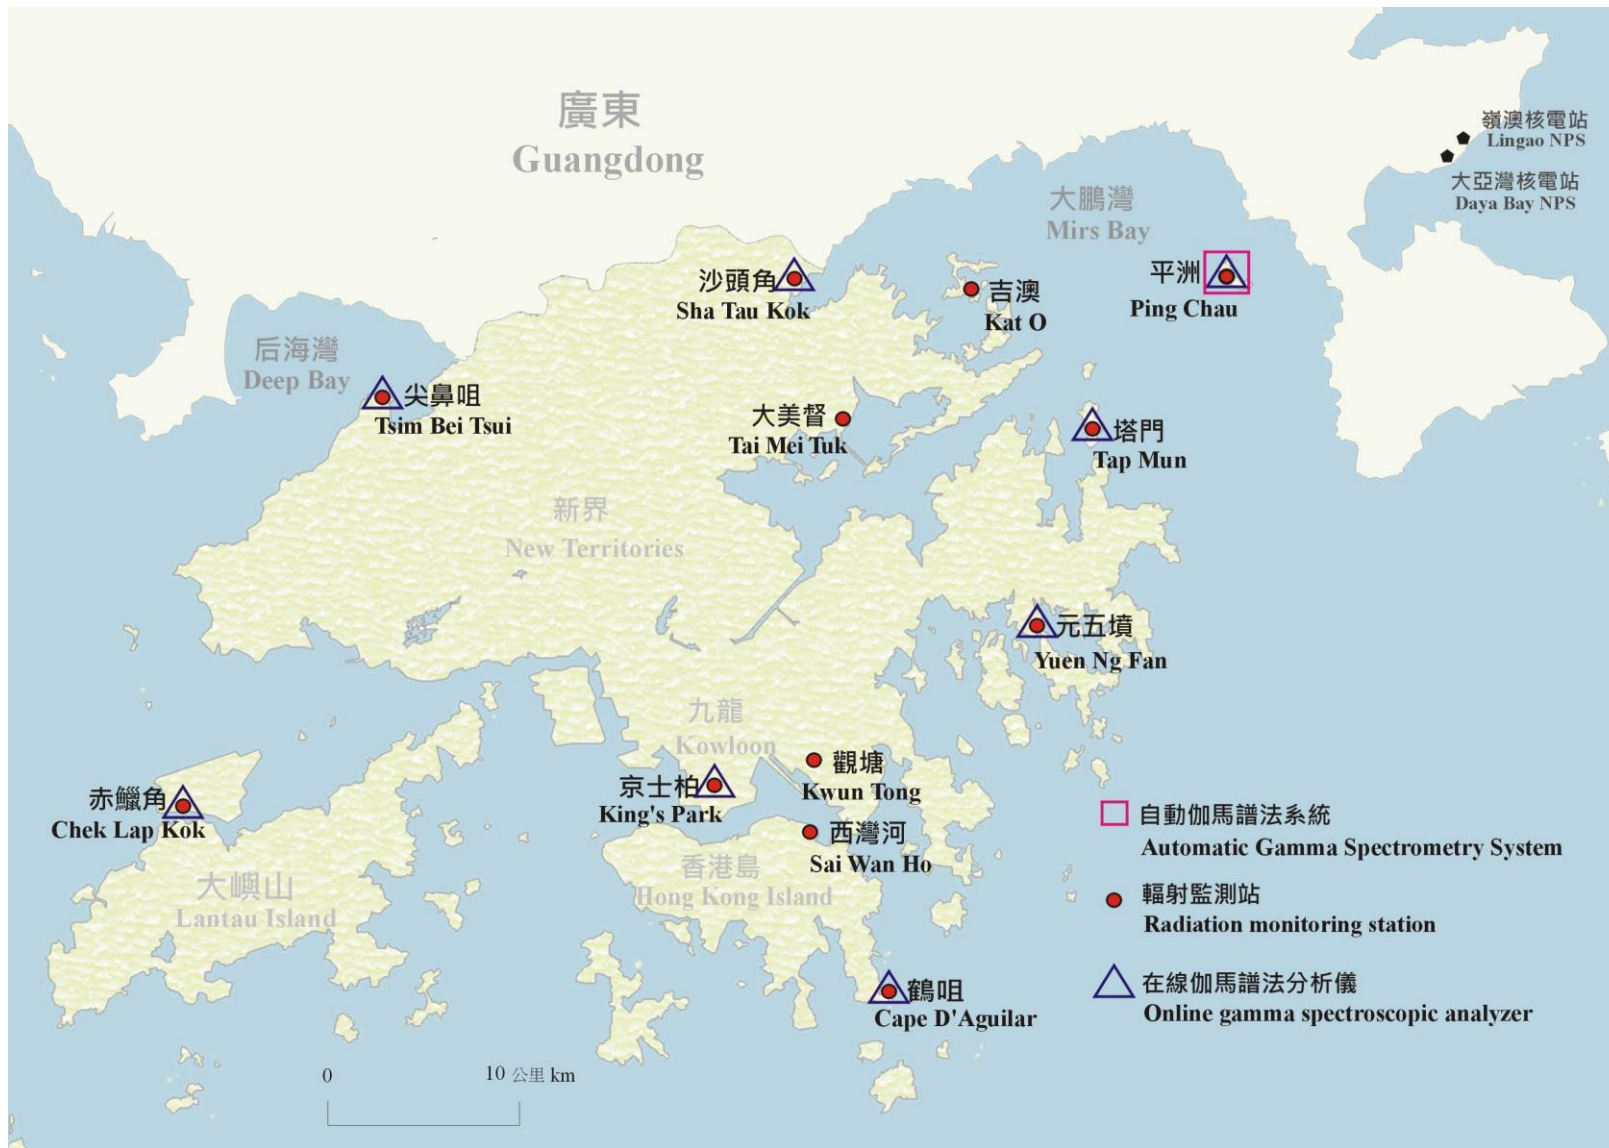 廣東
Guangdong
嶺澳核電站
Lingao NPS
大亞灣核電站
Daya Bay NPS
大鵬灣
Mirs Bay
沙頭角
Sha Tau Kok
吉澳
Kat O
平洲
Ping Chau
后海灣
Deep Bay
尖鼻咀
Tsim Bei Tsui
大美督
Tai Mei Tuk
塔門
Tap Mun
新界
New Territories
元五墳
Yuen Ng Fan
九龍
Kowloon
觀塘
Kwun Tong
京士柏
King's Park
赤鱲角
Chek Lap Kok
西灣河
Sai Wan Ho
香港島
Hong Kong Island
大嶼山
Lantau Island
鶴咀
Cape D'Aguilar
自動伽馬譜法系統
Automatic Gamma Spectrometry System
輻射監測站
Radiation monitoring station
在線伽馬譜法分析儀
Online gamma spectroscopic analyzer
0 10 公里 km